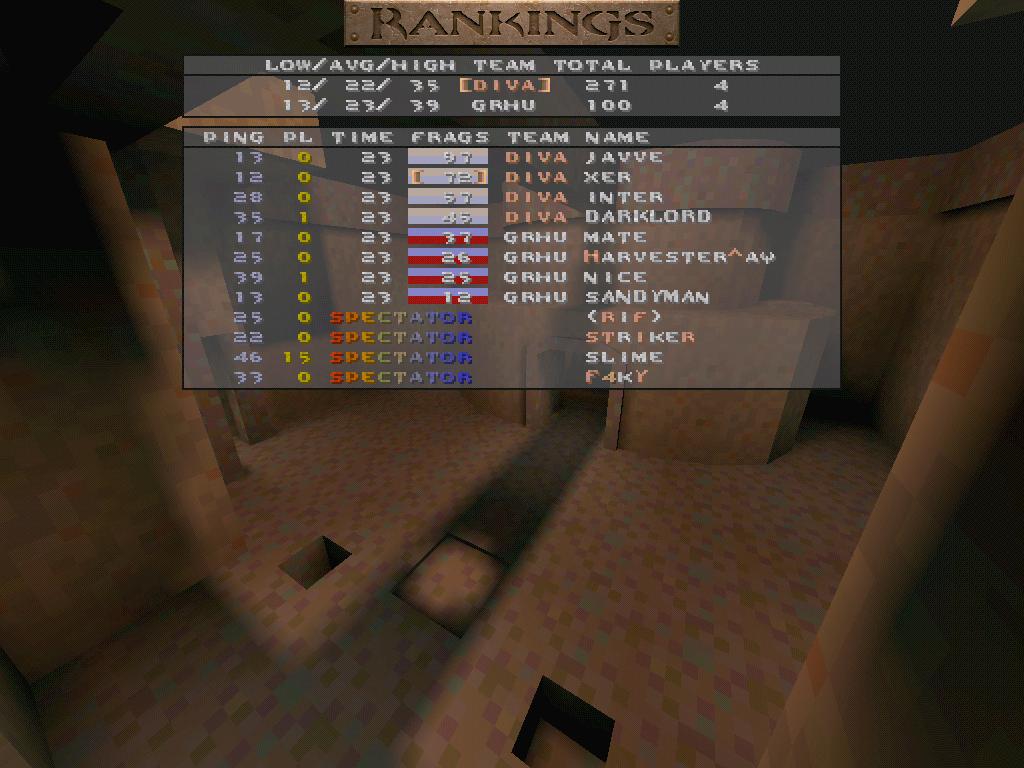 RANKINGS
LOW/AVG/HIGH TEAM TOTAL PLAYERS
12/ 22/ 35 [DIVA] 271 4
13/ 23/ 39 GRHU 100 4
PING PL TIME FRAGS TEAM NAME
13 0 23 97 DIVA JAVVE
12 0 23 [72] DIVA XER
28 0 23 57 DIVA INTER
35 1 23 45 DIVA DARKLORD
17 0 23 37 GRHU MATE
25 0 23 26 GRHU HARVESTER^AW
39 1 23 25 GRHU NICE
13 0 23 12 GRHU SANDYMAN
25 0 SPECTATOR (RIF)
22 0 SPECTATOR STRIKER
46 15 SPECTATOR SLIME
33 0 SPECTATOR F4KY